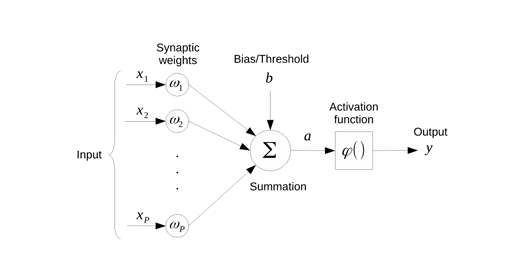 Synaptic
weights
Bias/Threshold
b
x1
ω1
x2
ω2
Activation
function
Output
y
Input
.
.
.
Σ
a
φ()
Summation
xP
ωP